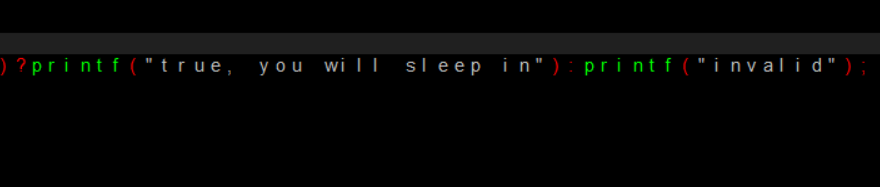 )?printf("true, you will sleep in"):printf("invalid");